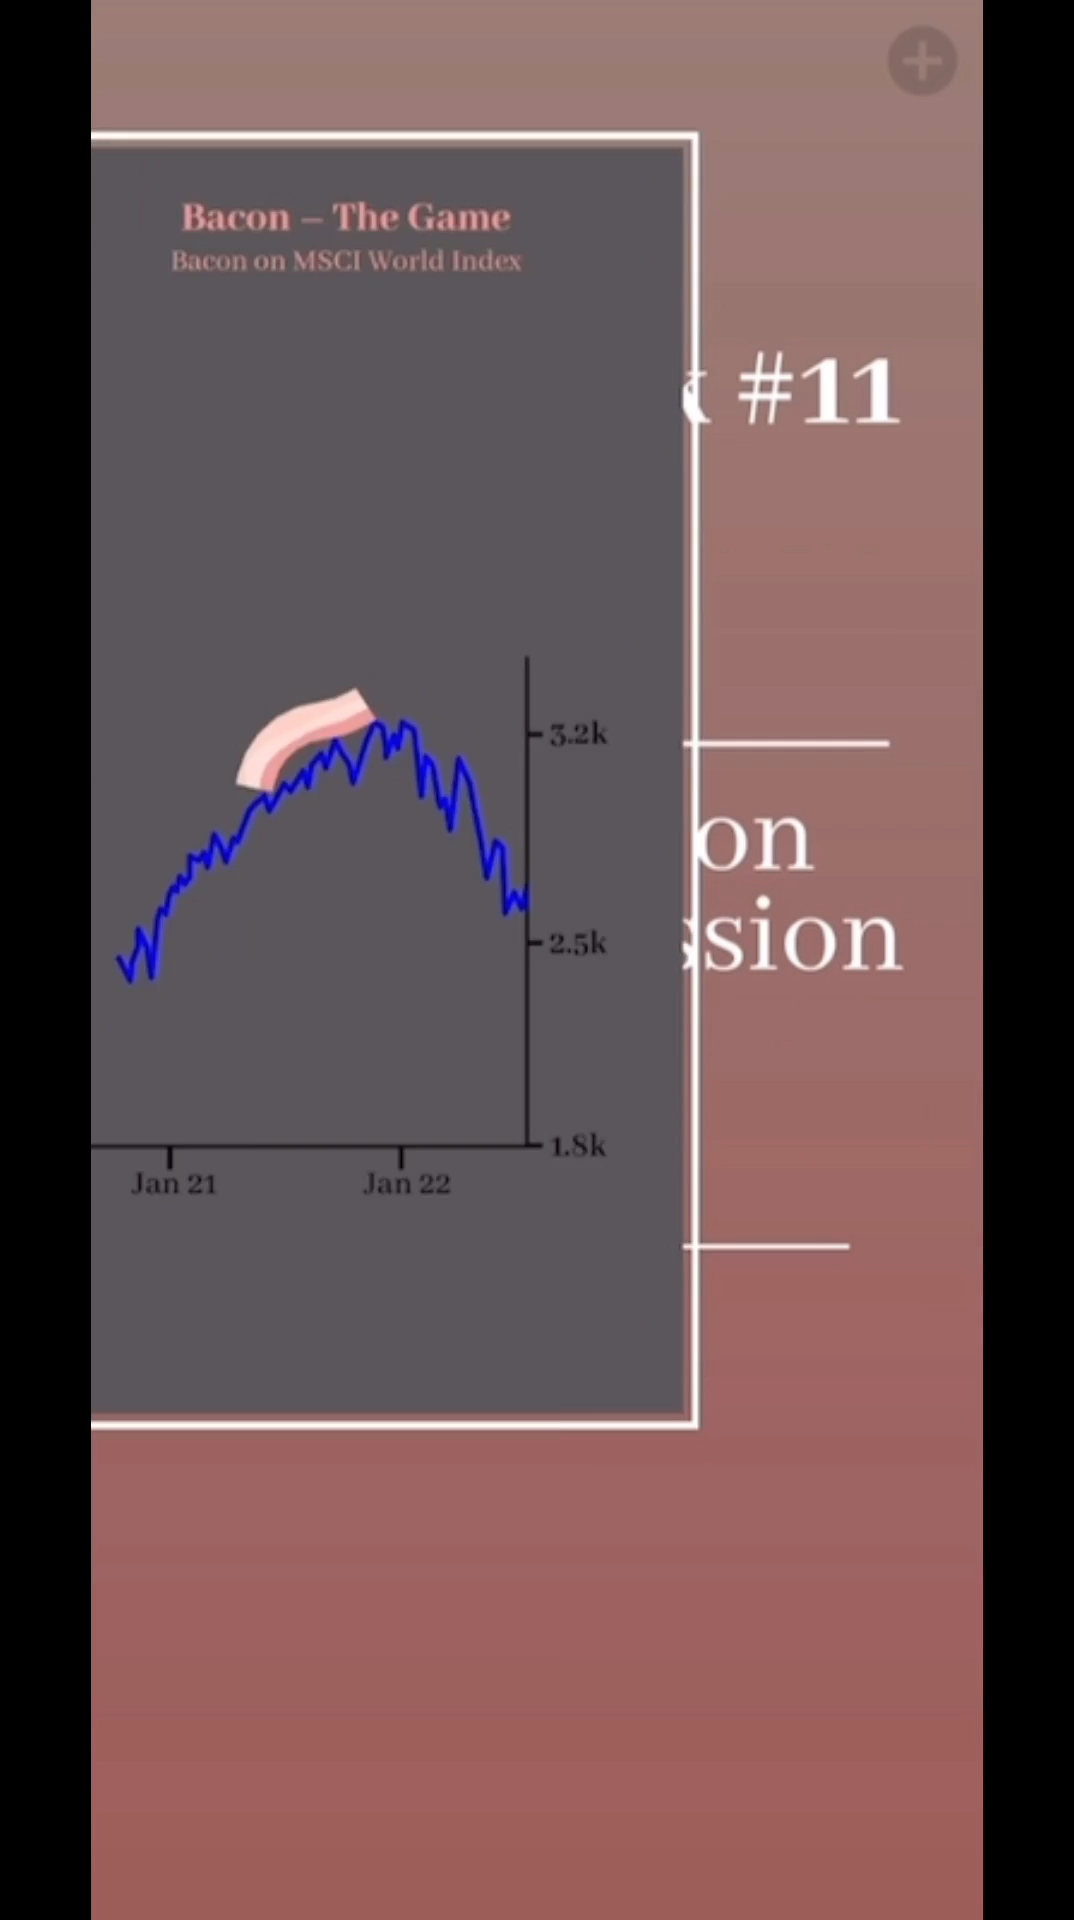 Bacon – The Game
Bacon on MSCI World Index
#11
3.2k
on
ssion
2.5k
1.8k
Jan 21 Jan 22